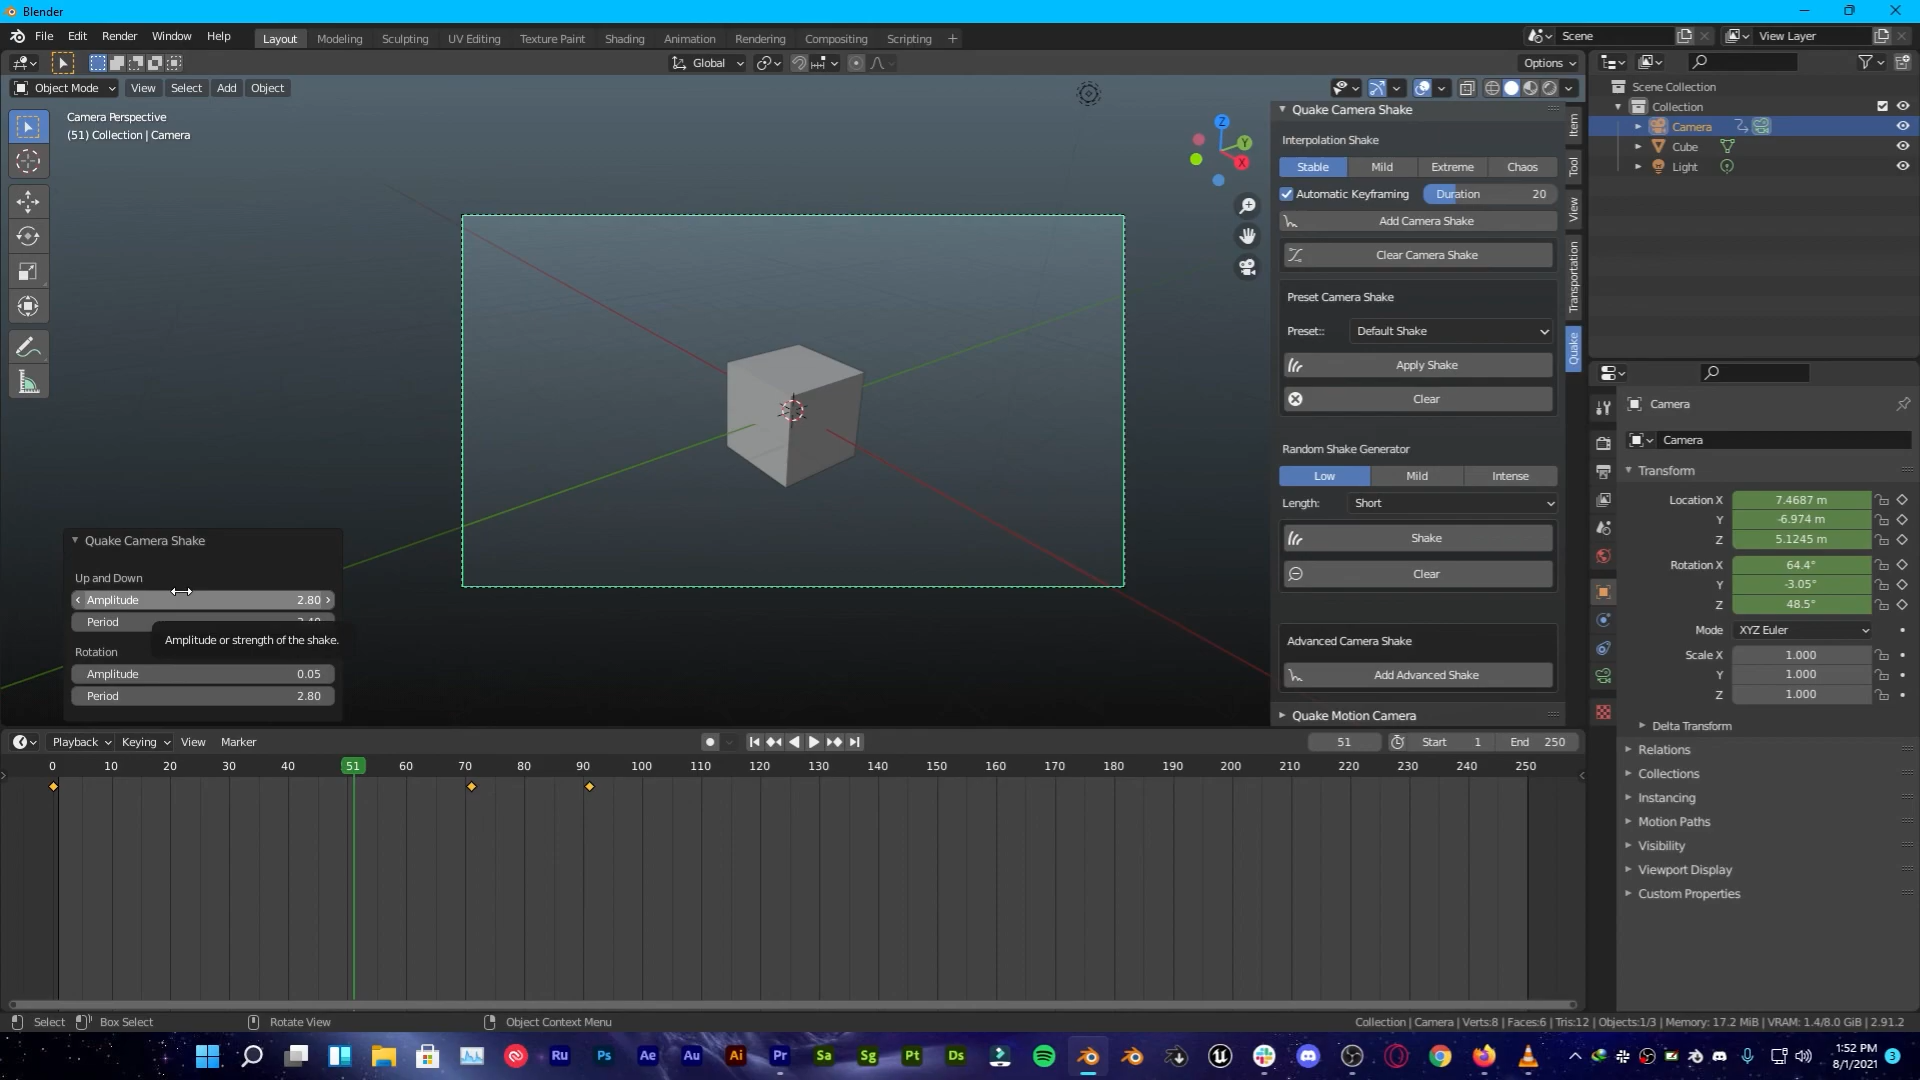 Blender
File Edit Render Window Help
Layout Modeling Sculpting UV Editing Texture Paint Shading Animation Rendering Compositing Scripting +
Scene
View Layer
Global
Options
Object Mode View Select Add Object
Camera Perspective
(51) Collection | Camera
Z
Y
X
Quake Camera Shake
Interpolation Shake
Stable Mild Extreme Chaos
Automatic Keyframing Duration 20
Add Camera Shake
Clear Camera Shake
Preset Camera Shake
Preset:: Default Shake
Apply Shake
Clear
Random Shake Generator
Low Mild Intense
Length: Short
Shake
Clear
Advanced Camera Shake
Add Advanced Shake
Quake Motion Camera
Item
Tool
View
Transportation
Quake
Scene Collection
Collection
Camera
Cube
Light
Camera
Camera
Transform
Location X 7.4687 m
Y -6.974 m
Z 5.1245 m
Rotation X 64.4°
Y -3.05°
Z 48.5°
Mode XYZ Euler
Scale X 1.000
Y 1.000
Z 1.000
Delta Transform
Relations
Collections
Instancing
Motion Paths
Visibility
Viewport Display
Custom Properties
Quake Camera Shake
Up and Down
Amplitude 2.80
Period
Amplitude or strength of the shake.
Rotation
Amplitude 0.05
Period 2.80
Playback Keying View Marker
51 Start 1 End 250
0 10 20 30 40 51 60 70 80 90 100 110 120 130 140 150 160 170 180 190 200 210 220 230 240 250
Select Box Select Rotate View Object Context Menu
Collection | Camera | Verts:8 | Faces:6 | Tris:12 | Objects:1/3 | Memory: 17.2 MiB | VRAM: 1.4/8.0 GiB | 2.91.2
Ru Ps Ae Au Ai Pr Sa Sg Pt Ds
1:52 PM
8/1/2021
3